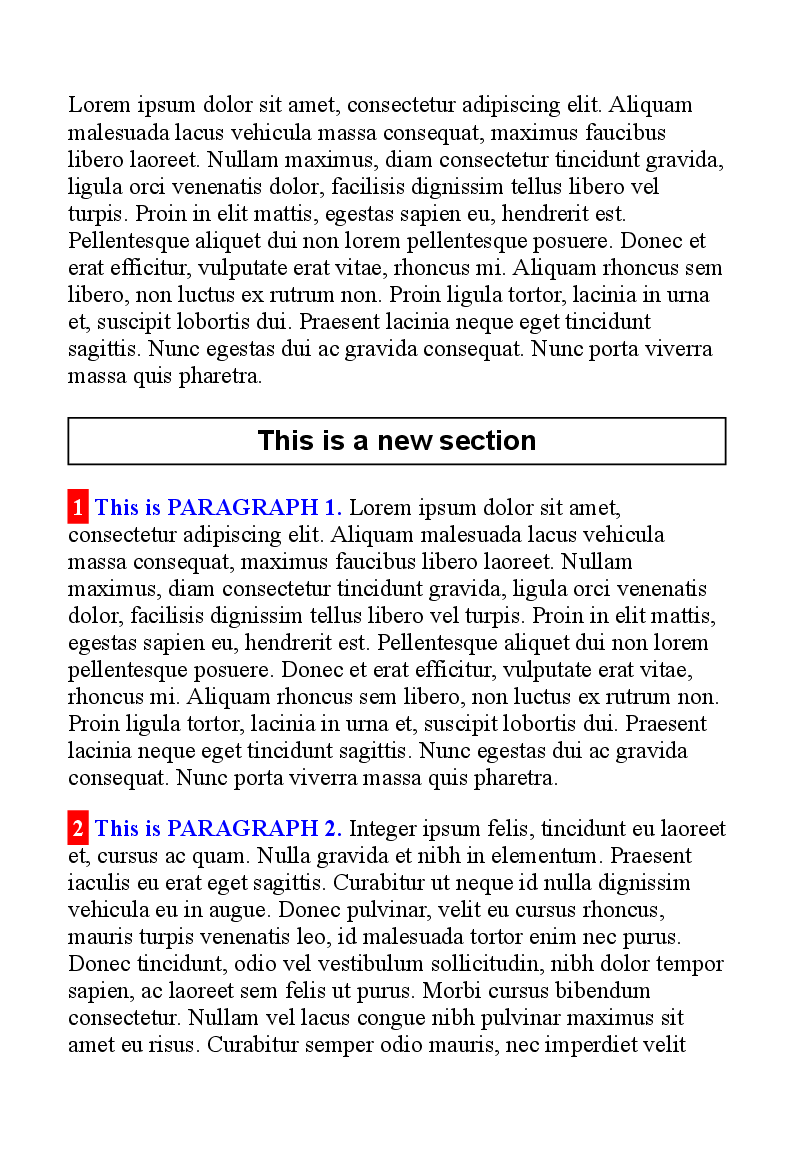 Lorem ipsum dolor sit amet, consectetur adipiscing elit. Aliquam
malesuada lacus vehicula massa consequat, maximus faucibus
libero laoreet. Nullam maximus, diam consectetur tincidunt gravida,
ligula orci venenatis dolor, facilisis dignissim tellus libero vel
turpis. Proin in elit mattis, egestas sapien eu, hendrerit est.
Pellentesque aliquet dui non lorem pellentesque posuere. Donec et
erat efficitur, vulputate erat vitae, rhoncus mi. Aliquam rhoncus sem
libero, non luctus ex rutrum non. Proin ligula tortor, lacinia in urna
et, suscipit lobortis dui. Praesent lacinia neque eget tincidunt
sagittis. Nunc egestas dui ac gravida consequat. Nunc porta viverra
massa quis pharetra.
This is a new section
1 This is PARAGRAPH 1. Lorem ipsum dolor sit amet,
consectetur adipiscing elit. Aliquam malesuada lacus vehicula
massa consequat, maximus faucibus libero laoreet. Nullam
maximus, diam consectetur tincidunt gravida, ligula orci venenatis
dolor, facilisis dignissim tellus libero vel turpis. Proin in elit mattis,
egestas sapien eu, hendrerit est. Pellentesque aliquet dui non lorem
pellentesque posuere. Donec et erat efficitur, vulputate erat vitae,
rhoncus mi. Aliquam rhoncus sem libero, non luctus ex rutrum non.
Proin ligula tortor, lacinia in urna et, suscipit lobortis dui. Praesent
lacinia neque eget tincidunt sagittis. Nunc egestas dui ac gravida
consequat. Nunc porta viverra massa quis pharetra.
2 This is PARAGRAPH 2. Integer ipsum felis, tincidunt eu laoreet
et, cursus ac quam. Nulla gravida et nibh in elementum. Praesent
iaculis eu erat eget sagittis. Curabitur ut neque id nulla dignissim
vehicula eu in augue. Donec pulvinar, velit eu cursus rhoncus,
mauris turpis venenatis leo, id malesuada tortor enim nec purus.
Donec tincidunt, odio vel vestibulum sollicitudin, nibh dolor tempor
sapien, ac laoreet sem felis ut purus. Morbi cursus bibendum
consectetur. Nullam vel lacus congue nibh pulvinar maximus sit
amet eu risus. Curabitur semper odio mauris, nec imperdiet velit